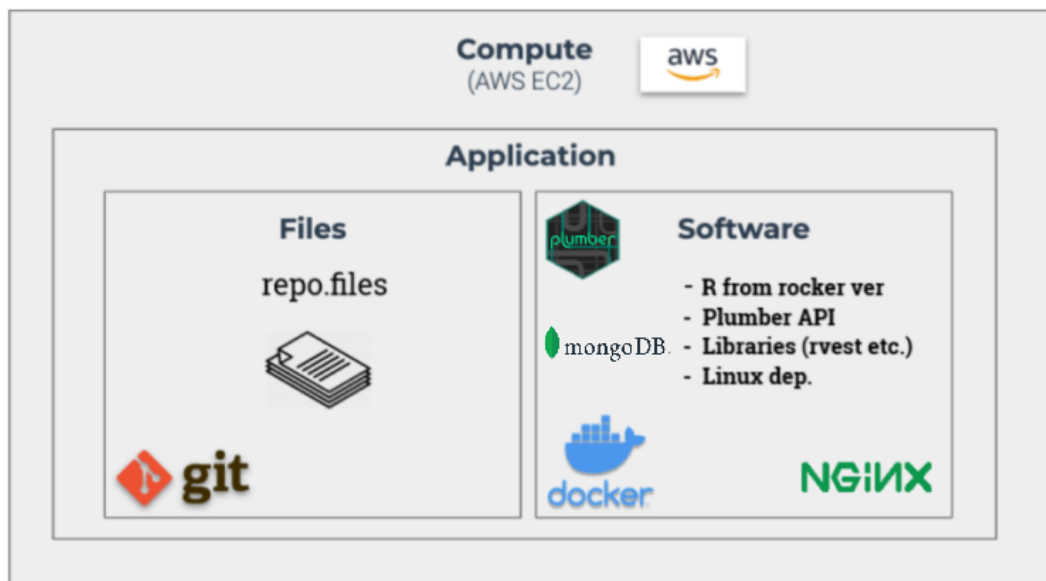 Compute
(AWS EC2)
aws
Application
Files
repo.files
git
plumber
Software
- R from rocker ver
- Plumber API
- Libraries (rvest etc.)
- Linux dep.
mongoDB.
docker
NGiNX